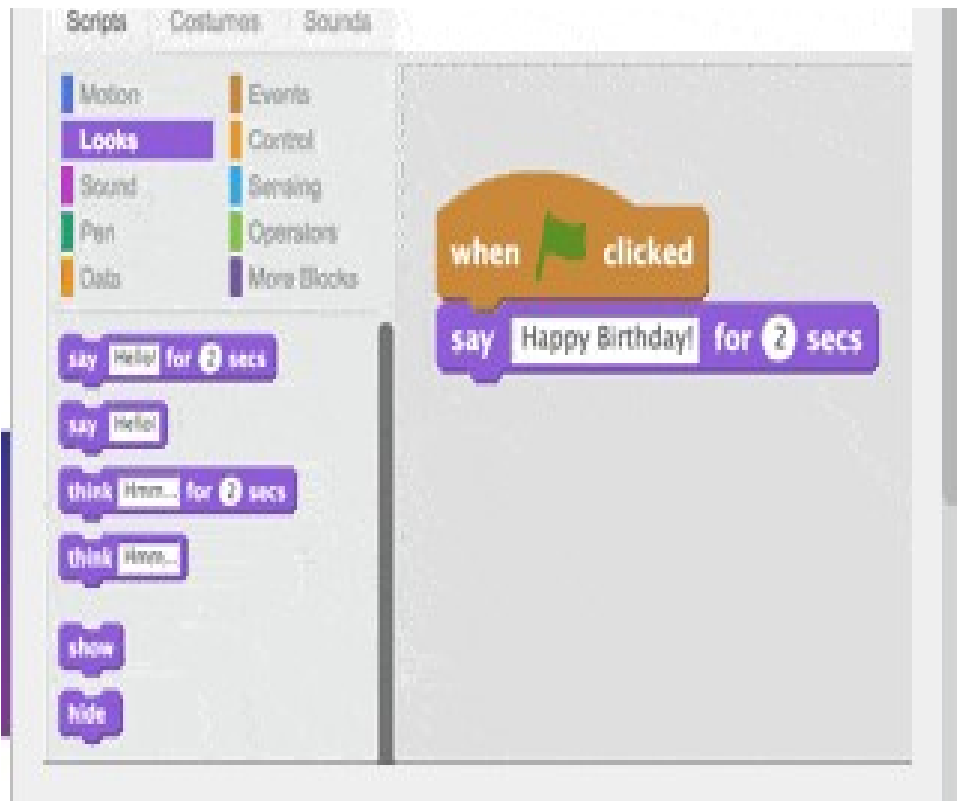 Scripts Costumes Sounds
Motion Events
Looks Control
Sound Sensing
Pen Operators
Data More Blocks
say Hello! for 2 secs
say Hello!
think Hmm... for 2 secs
think Hmm...
show
hide
when clicked
say Happy Birthday! for 2 secs